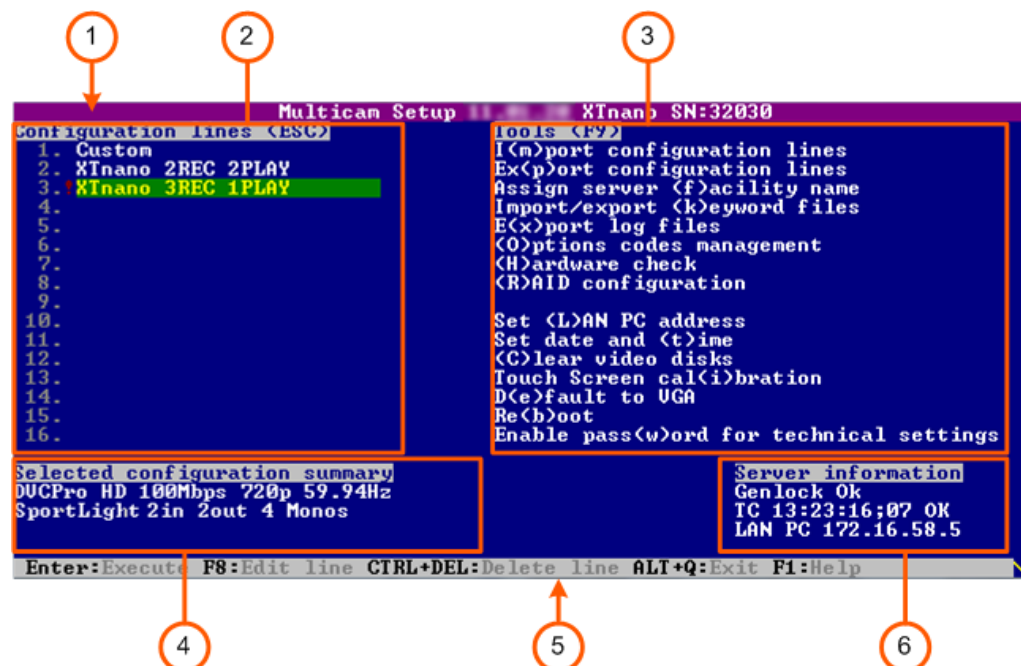 1
2
3
Multicam Setup XTnano SN:32030
Configuration lines (ESC)
1. Custom
2. XTnano 2REC 2PLAY
3.!XTnano 3REC 1PLAY
4.
5.
6.
7.
8.
9.
10.
11.
12.
13.
14.
15.
16.
Tools (F9)
I(m)port configuration lines
Ex(p)ort configuration lines
Assign server (f)acility name
Import/export (k)eyword files
E(x)port log files
(O)ptions codes management
(H)ardware check
(R)AID configuration
Set (L)AN PC address
Set date and (t)ime
(C)lear video disks
Touch Screen cal(i)bration
D(e)fault to VGA
Re(b)oot
Enable pass(w)ord for technical settings
Selected configuration summary
DVCPro HD 100Mbps 720p 59.94Hz
SportLight 2in 2out 4 Monos
Server information
Genlock Ok
TC 13:23:16;07 OK
LAN PC 172.16.58.5
Enter:Execute F8:Edit line CTRL+DEL:Delete line ALT+Q:Exit F1:Help
4
5
6